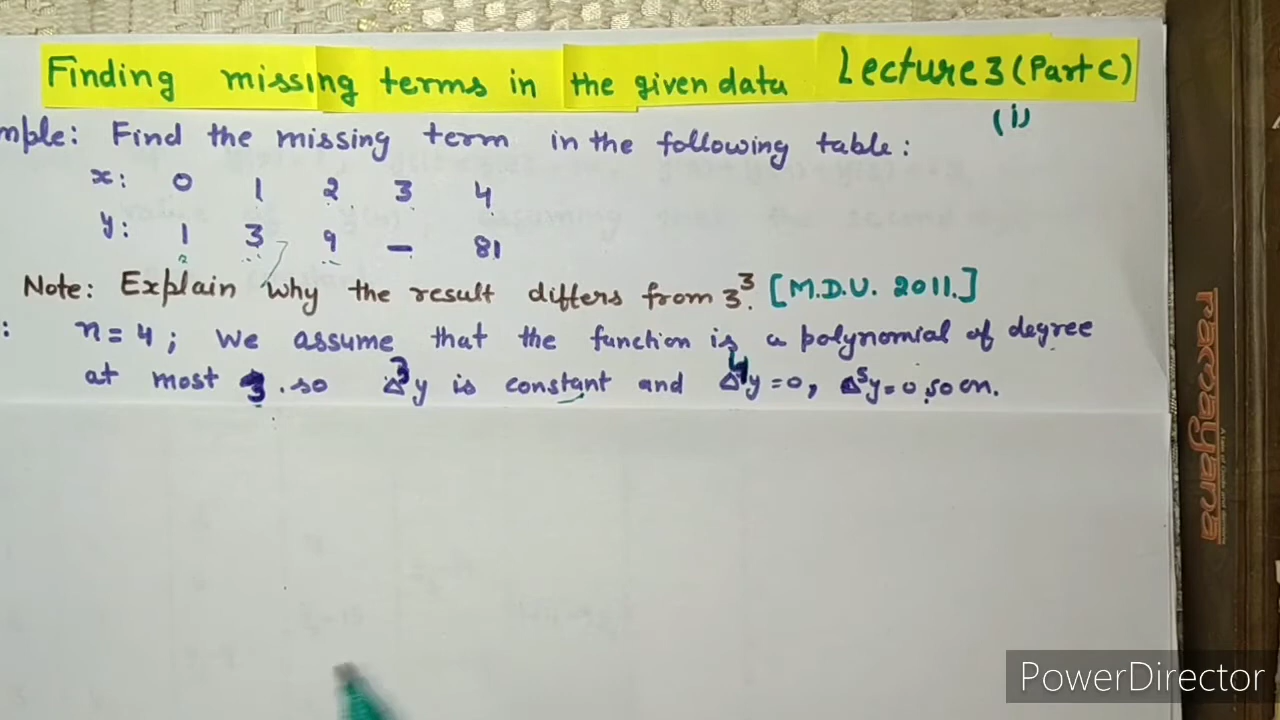 Finding missing terms in the given data Lecture 3 (Part C)
(i)
mple: Find the missing term in the following table:
x: 0 1 2 3 4
y: 1 3 9 — 81
Note: Explain why the result differs from 3³. [M.D.U. 2011.]
: n = 4; We assume that the function is a polynomial of degree
at most 3. so Δ³y is constant and Δ⁴y = 0, Δ⁵y = 0 so on.
parayana
PowerDirector